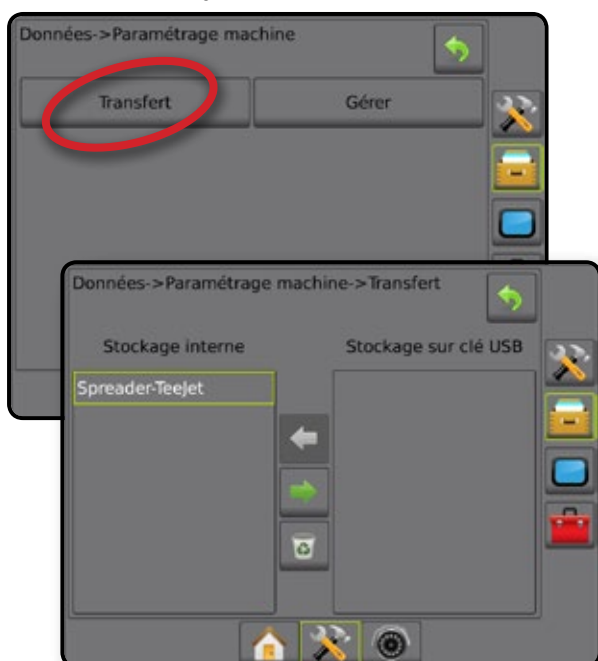 Données->Paramétrage machine
Transfert Gérer
Données->Paramétrage machine->Transfert
Stockage interne Stockage sur clé USB
Spreader-TeeJet